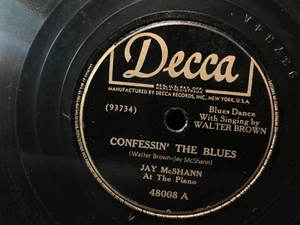 Decca
MANUFACTURED BY DECCA RECORDS, INC., NEW YORK, U.S.A.
(93734)
Blues Dance
With Singing by
WALTER BROWN
CONFESSIN' THE BLUES
(Walter Brown-Jay McShann)
JAY McSHANN
At The Piano
48008 A